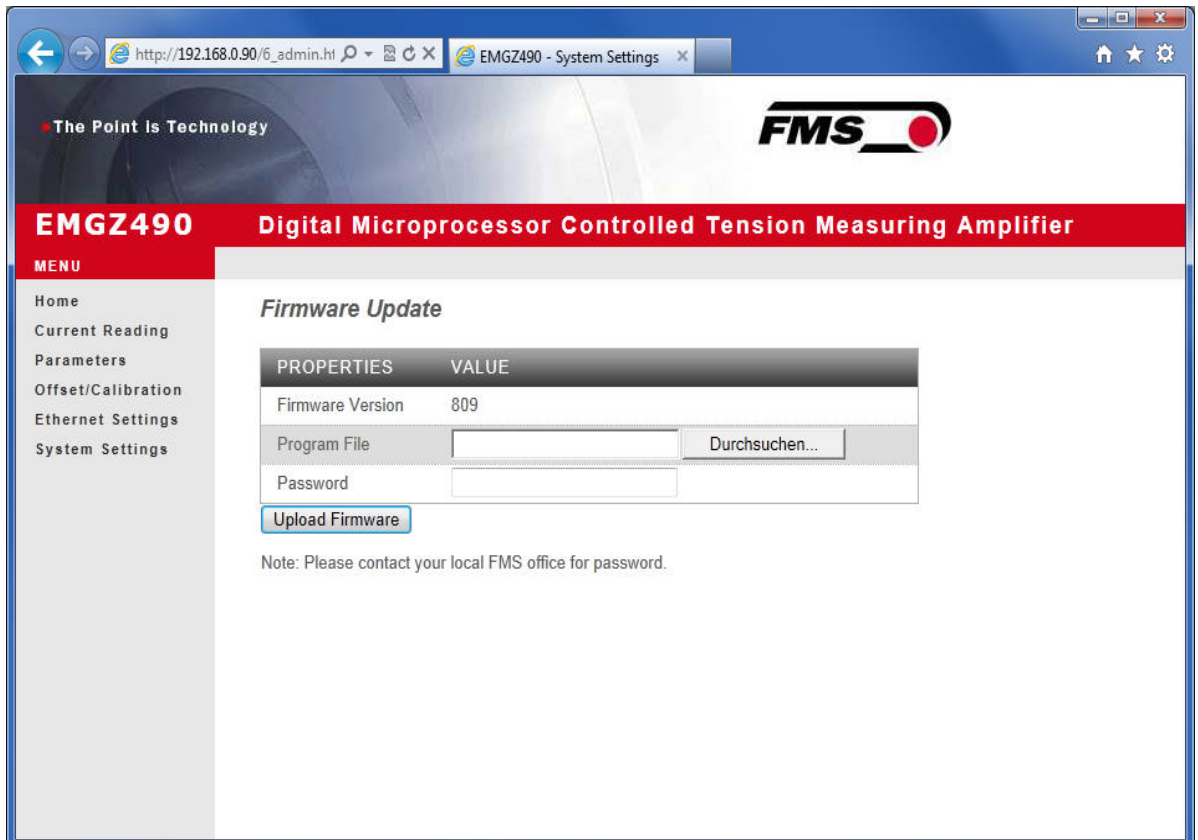 http://192.168.0.90/6_admin.ht
EMGZ490 - System Settings
The Point is Technology
FMS
EMGZ490 Digital Microprocessor Controlled Tension Measuring Amplifier
MENU
Home
Current Reading
Parameters
Offset/Calibration
Ethernet Settings
System Settings
Firmware Update
PROPERTIES VALUE
Firmware Version 809
Program File Durchsuchen...
Password
Upload Firmware
Note: Please contact your local FMS office for password.